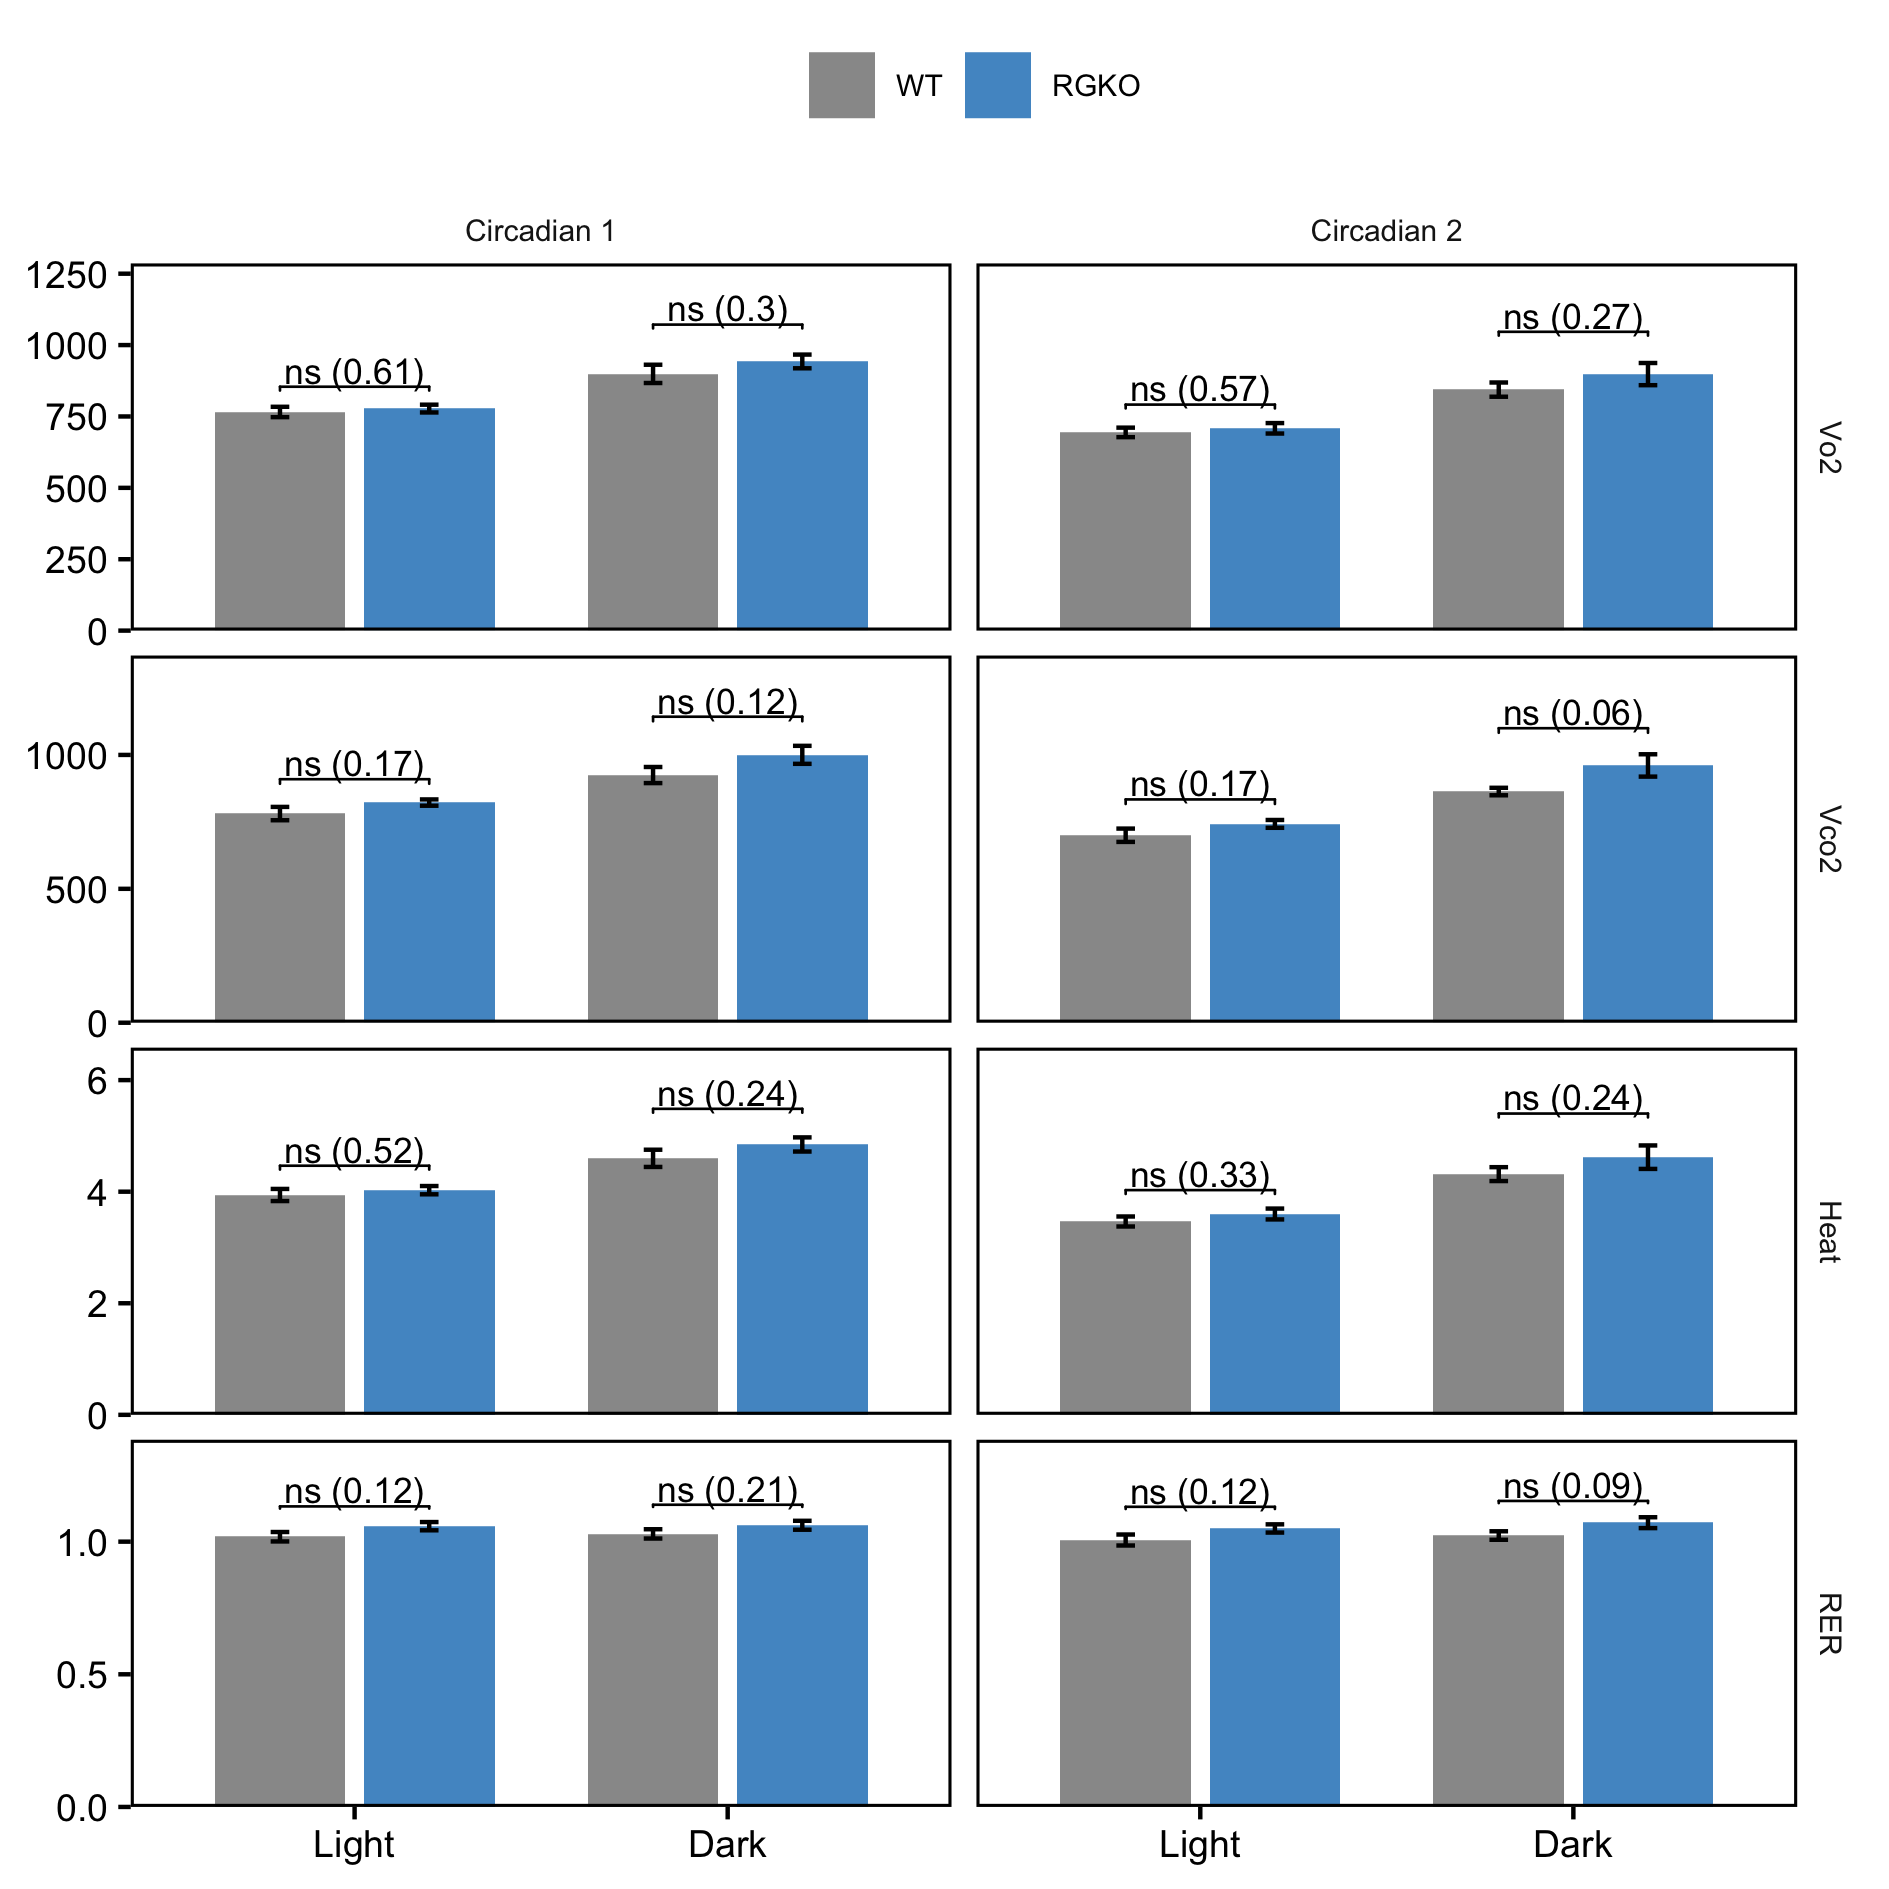 WT RGKO
Circadian 1 Circadian 2
1250
1000
750
500
250
0
ns (0.61) ns (0.3) ns (0.57) ns (0.27)
Vo2
1000
500
0
ns (0.17) ns (0.12) ns (0.17) ns (0.06)
Vco2
6
4
2
0
ns (0.52) ns (0.24) ns (0.33) ns (0.24)
Heat
1.0
0.5
0.0
ns (0.12) ns (0.21) ns (0.12) ns (0.09)
RER
Light Dark Light Dark